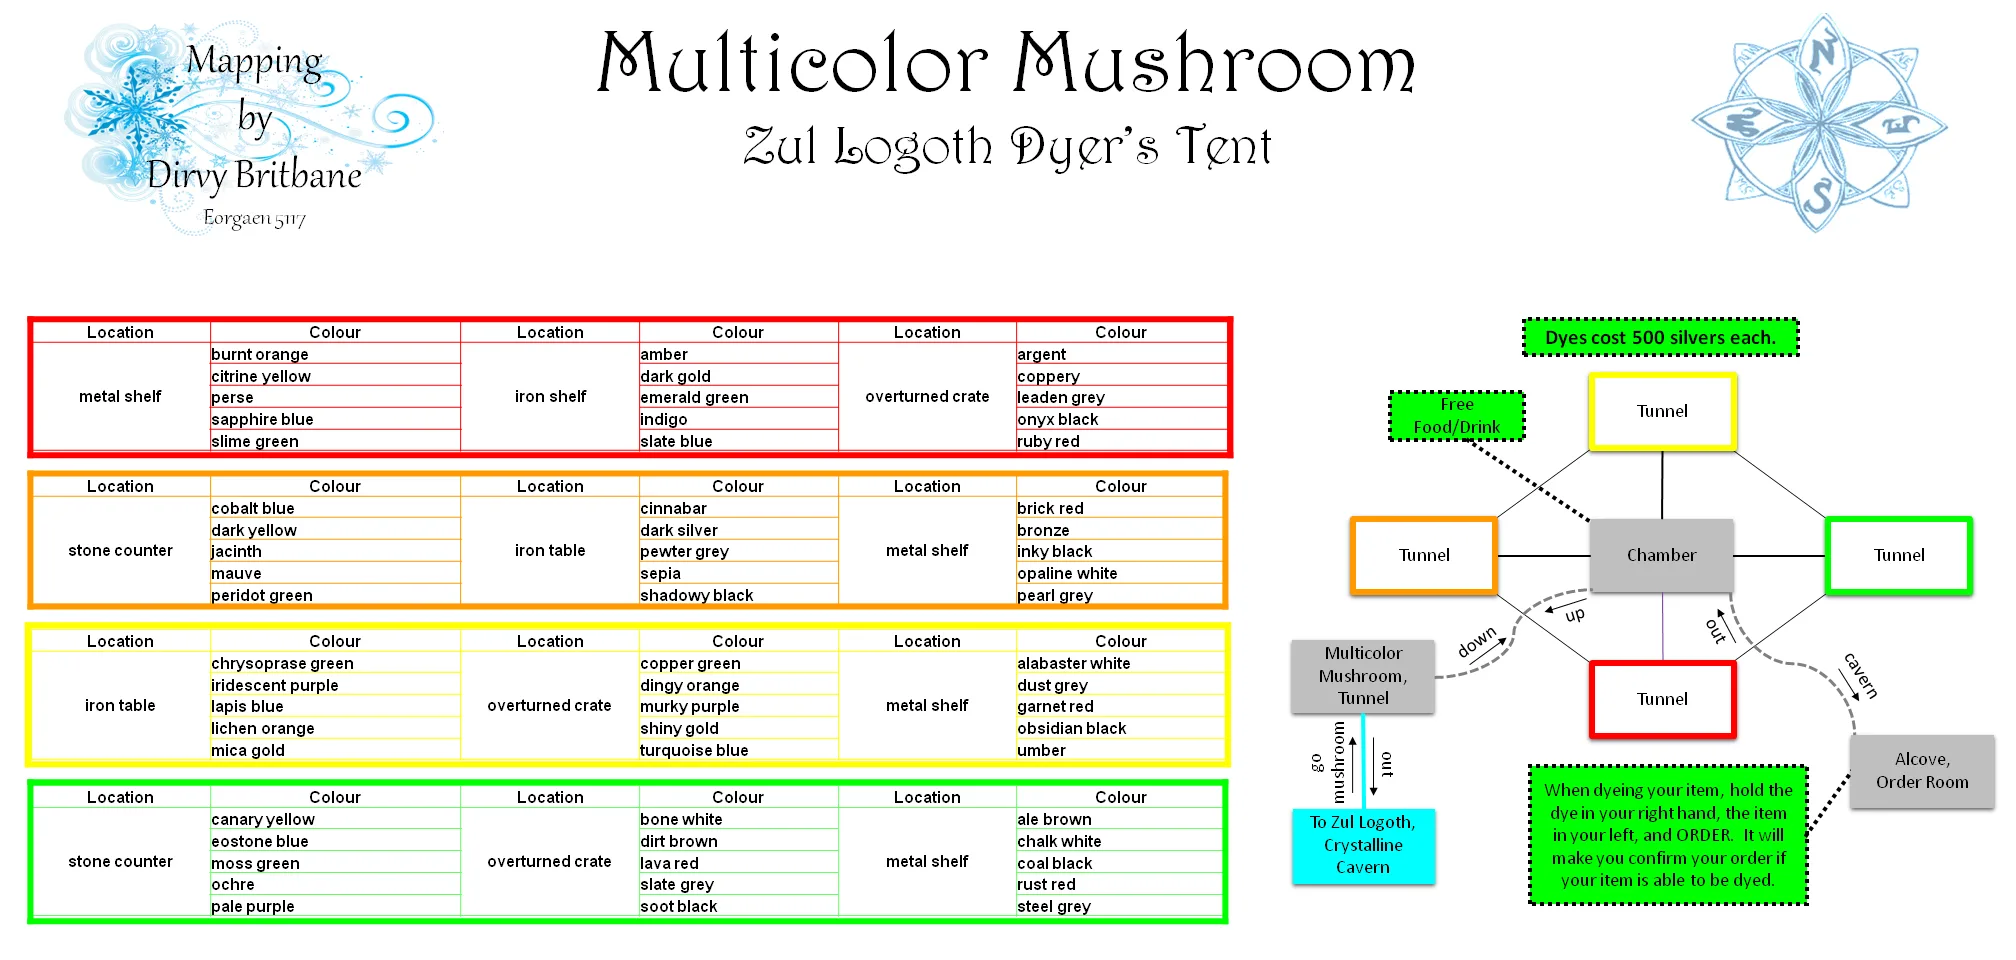 Mapping
by
Dirvy Britbane
Eorgaen 5117
Multicolor Mushroom
Zul Logoth Dyer's Tent
N
E
S
W
Location Colour Location Colour Location Colour
metal shelf
burnt orange
citrine yellow
perse
sapphire blue
slime green
iron shelf
amber
dark gold
emerald green
indigo
slate blue
overturned crate
argent
coppery
leaden grey
onyx black
ruby red
Location Colour Location Colour Location Colour
stone counter
cobalt blue
dark yellow
jacinth
mauve
peridot green
iron table
cinnabar
dark silver
pewter grey
sepia
shadowy black
metal shelf
brick red
bronze
inky black
opaline white
pearl grey
Location Colour Location Colour Location Colour
iron table
chrysoprase green
iridescent purple
lapis blue
lichen orange
mica gold
overturned crate
copper green
dingy orange
murky purple
shiny gold
turquoise blue
metal shelf
alabaster white
dust grey
garnet red
obsidian black
umber
Location Colour Location Colour Location Colour
stone counter
canary yellow
eostone blue
moss green
ochre
pale purple
overturned crate
bone white
dirt brown
lava red
slate grey
soot black
metal shelf
ale brown
chalk white
coal black
rust red
steel grey
Dyes cost 500 silvers each.
Free
Food/Drink
Tunnel
Tunnel
Chamber
Tunnel
Tunnel
up
down
out
cavern
Multicolor
Mushroom,
Tunnel
go
mushroom
out
To Zul Logoth,
Crystalline
Cavern
Alcove,
Order Room
When dyeing your item, hold the
dye in your right hand, the item
in your left, and ORDER. It will
make you confirm your order if
your item is able to be dyed.